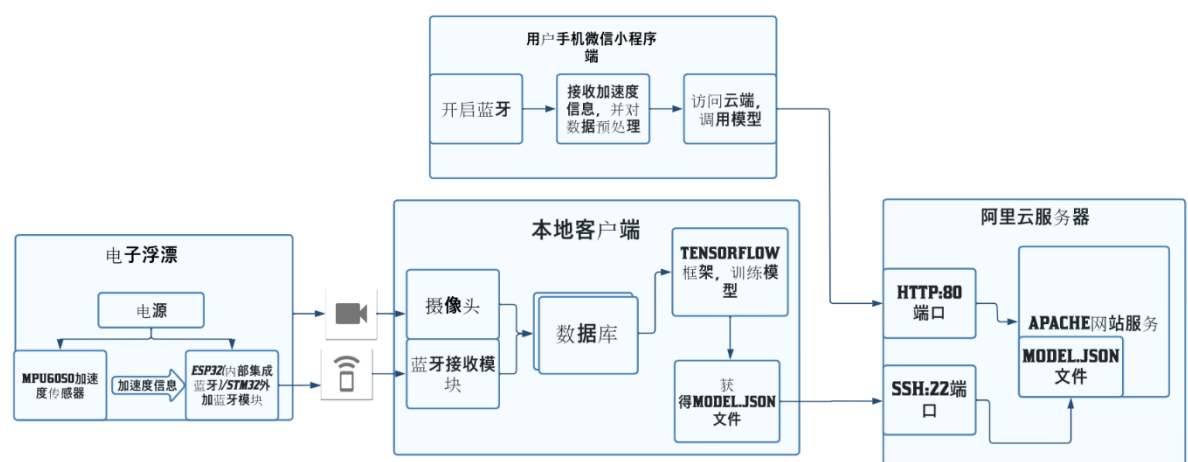 用户手机微信小程序
端
开启蓝牙
接收加速度
信息，并对
数据预处理
访问云端，
调用模型
电子浮漂
电源
MPU6050加速
度传感器
加速度信息
ESP32(内部集成
蓝牙)/STM32外
加蓝牙模块
本地客户端
摄像头
蓝牙接收模
块
数据库
TENSORFLOW
框架，训练模
型
获
得MODEL.JSON
文件
阿里云服务器
HTTP:80
端口
SSH:22端
口
APACHE网站服务
MODEL.JSON
文件